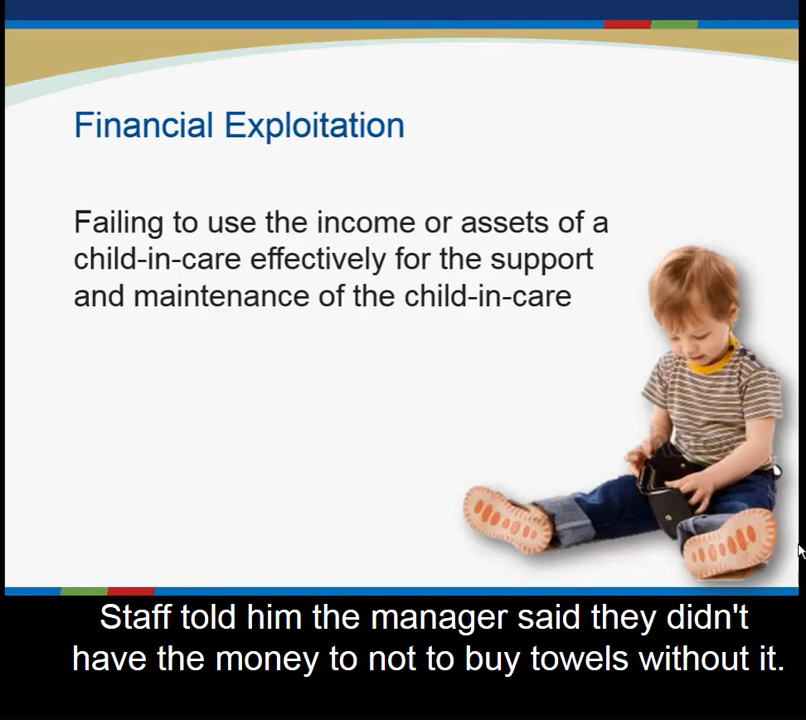 Financial Exploitation
Failing to use the income or assets of a
child-in-care effectively for the support
and maintenance of the child-in-care
Staff told him the manager said they didn't
have the money to not to buy towels without it.